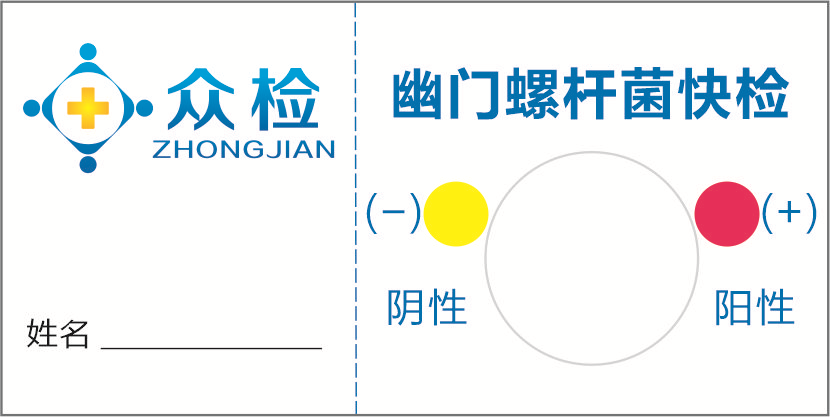 众检
ZHONGJIAN
姓名
幽门螺杆菌快检
(-)
(+)
阴性
阳性